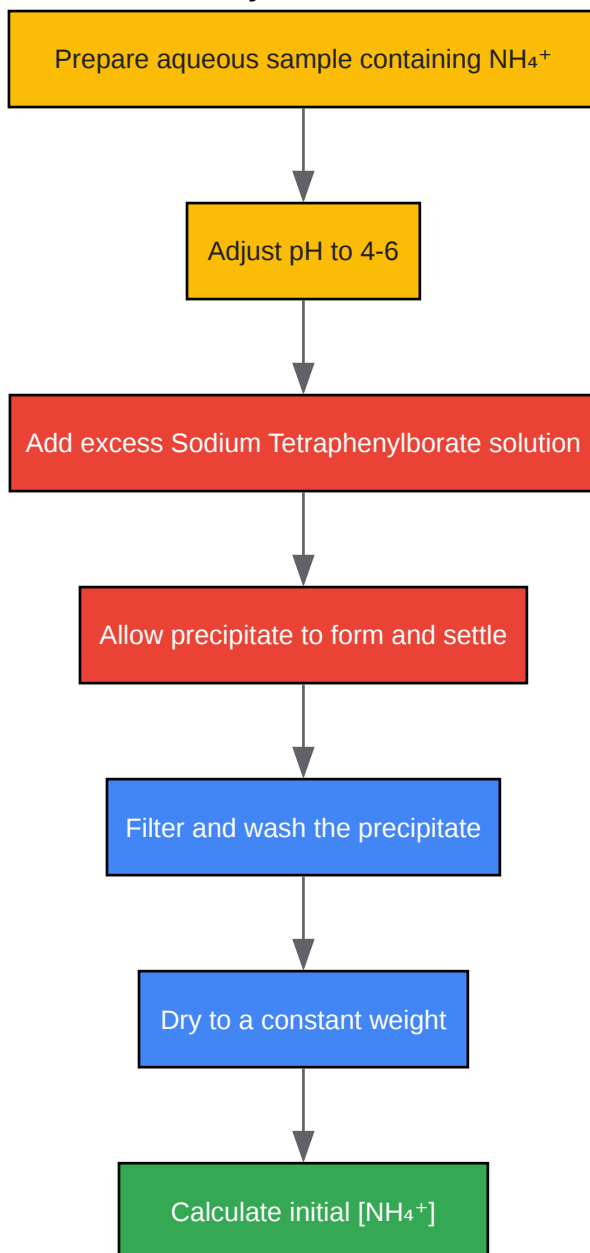 Prepare aqueous sample containing NH₄⁺
Adjust pH to 4-6
Add excess Sodium Tetraphenylborate solution
Allow precipitate to form and settle
Filter and wash the precipitate
Dry to a constant weight
Calculate initial [NH₄⁺]